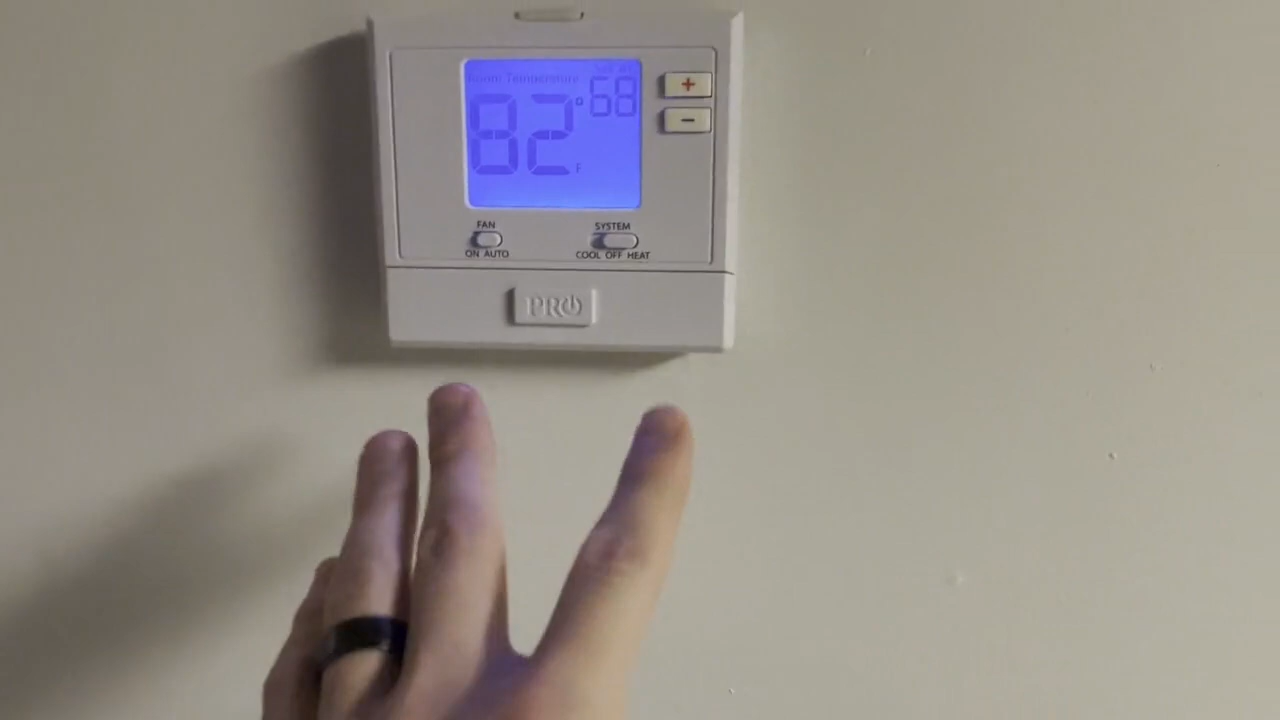 Room Temperature
82° F
68
+
-
FAN
ON AUTO
SYSTEM
COOL OFF HEAT
PRO